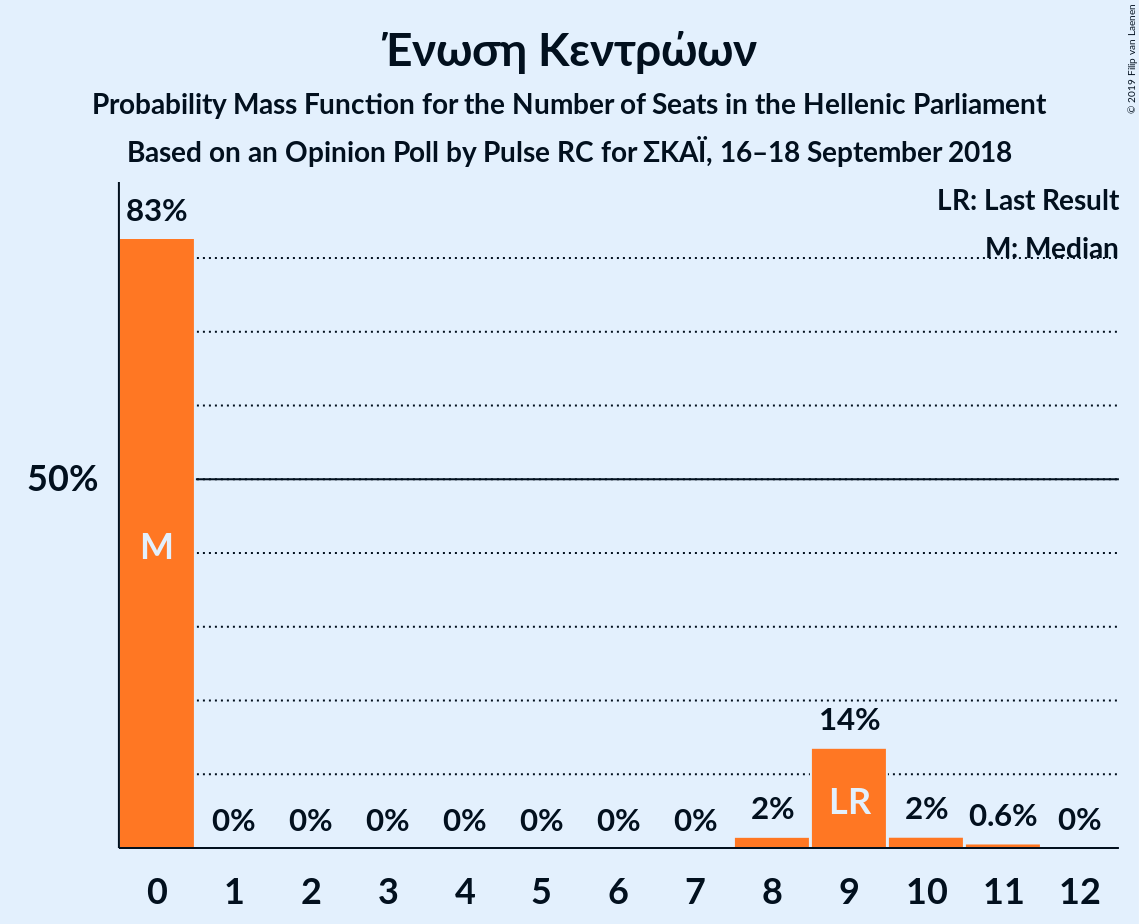 Ένωση Κεντρώων
Probability Mass Function for the Number of Seats in the Hellenic Parliament
Based on an Opinion Poll by Pulse RC for ΣΚΑΪ, 16–18 September 2018
© 2019 Filip van Laenen
LR: Last Result
M: Median
83%
50%
M
14%
LR
0% 0% 0% 0% 0% 0% 0% 2% 2% 0.6% 0%
0 1 2 3 4 5 6 7 8 9 10 11 12